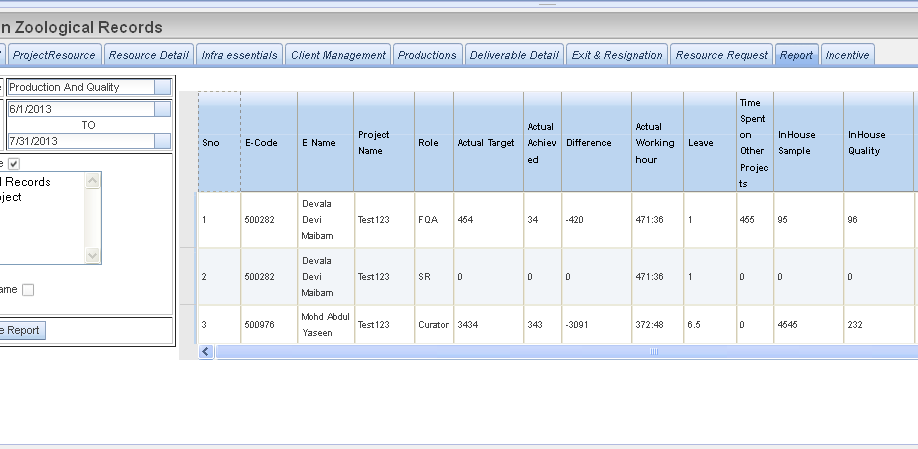 n Zoological Records
ProjectResource Resource Detail Infra essentials Client Management Productions Deliverable Detail Exit & Resignation Resource Request Report Incentive
e Production And Quality
6/1/2013
TO
7/31/2013
e
l Records
ject
ame
e Report
Sno E-Code E Name Project Name Role Actual Target Actual Achieved Difference Actual Working hour Leave Time Spent on Other Projects InHouse Sample InHouse Quality
1 500282 Devala Devi Maibam Test123 FQA 454 34 -420 471:36 1 455 95 96
2 500282 Devala Devi Maibam Test123 SR 0 0 0 471:36 1 0 0 0
3 500976 Mohd Abdul Yaseen Test123 Curator 3434 343 -3091 372:48 6.5 0 4545 232